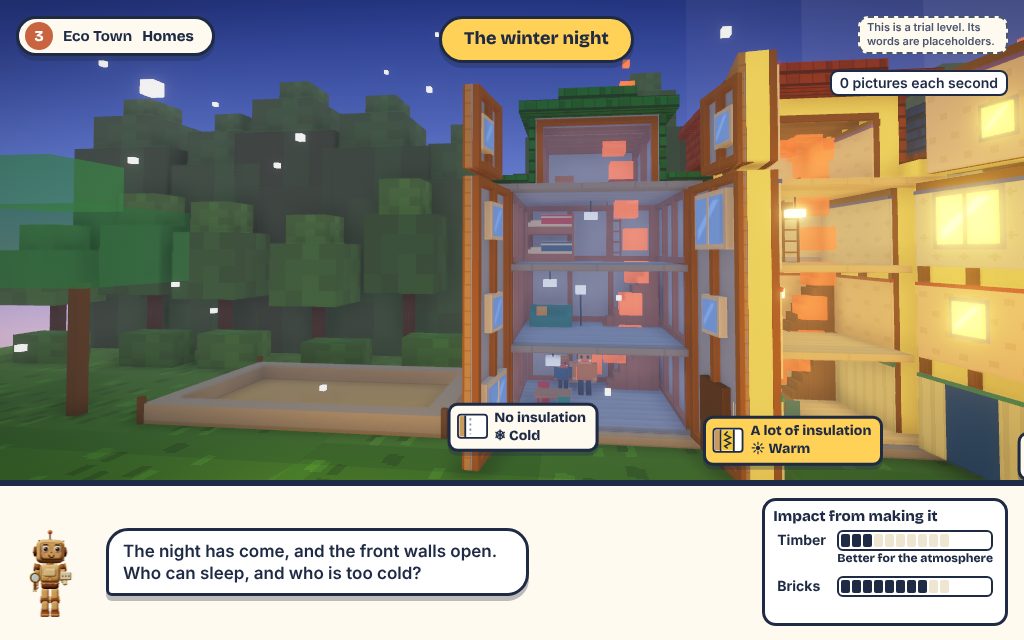 3 Eco Town Homes
The winter night
This is a trial level. Its
words are placeholders.
0 pictures each second
No insulation
❄ Cold
A lot of insulation
☀ Warm
The night has come, and the front walls open.
Who can sleep, and who is too cold?
Impact from making it
Timber
Better for the atmosphere
Bricks